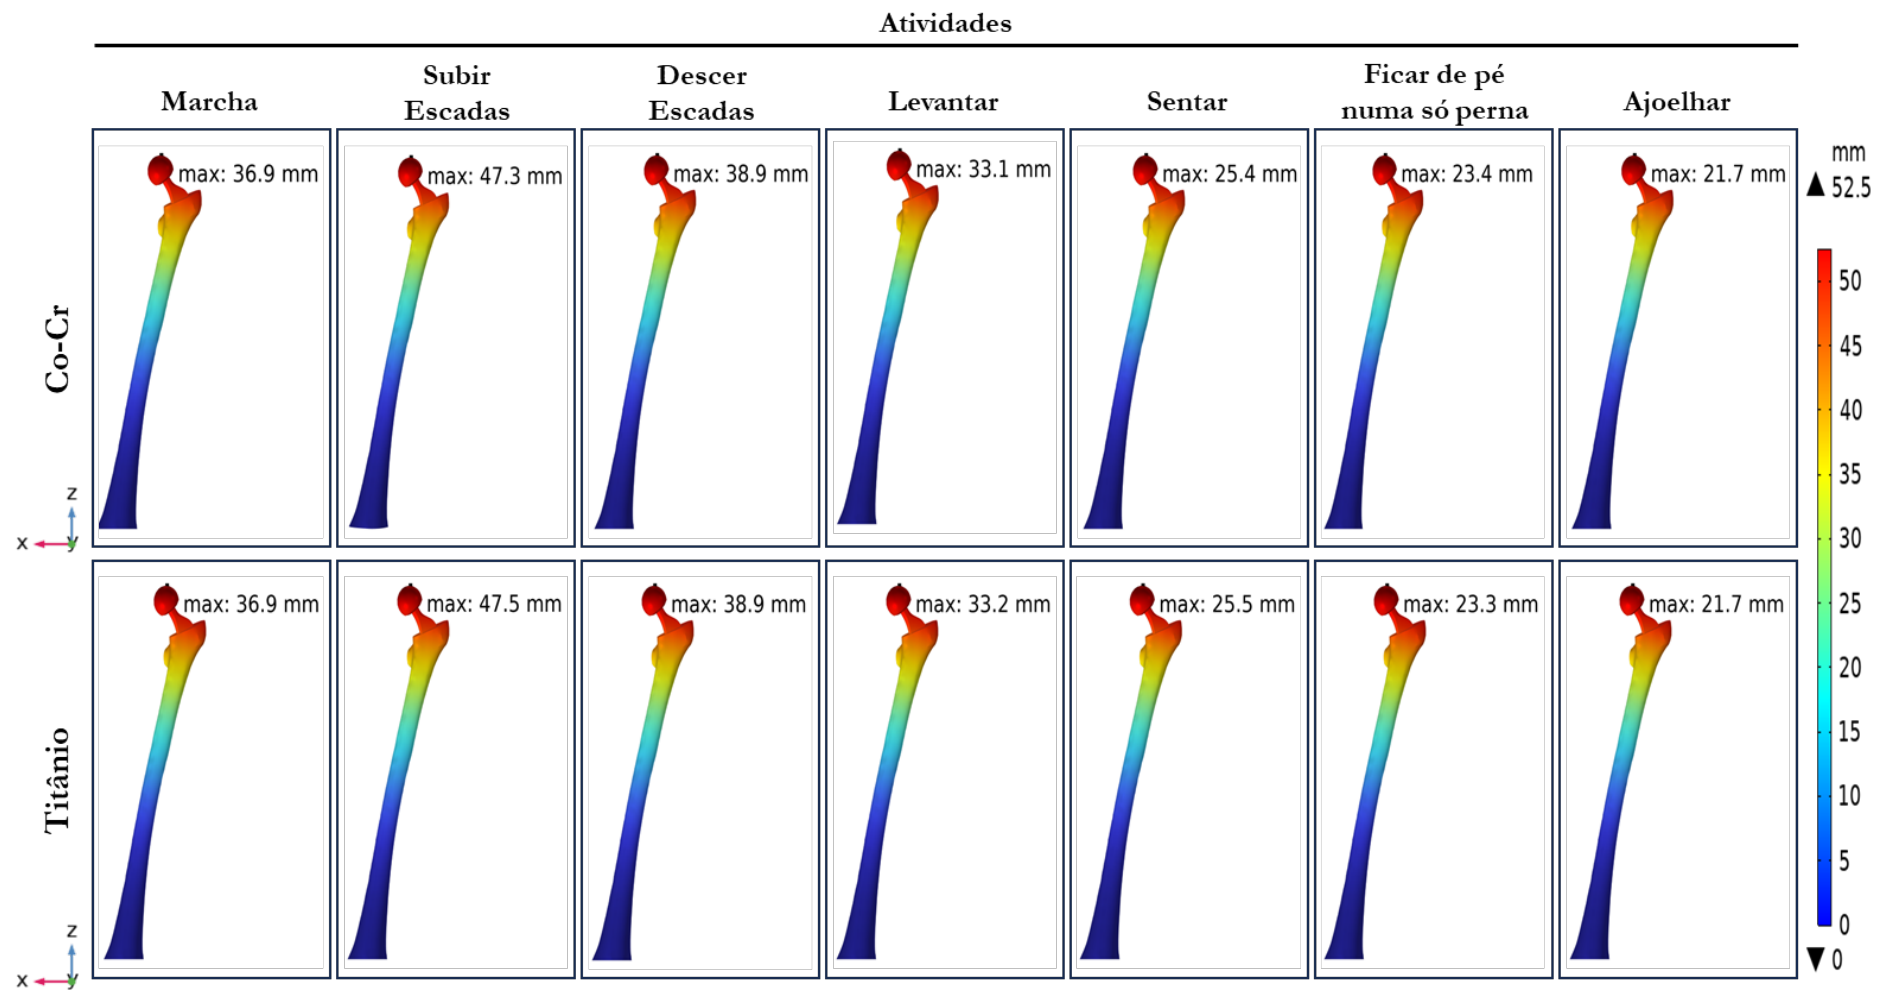 Atividades
Marcha
Subir
Escadas
Descer
Escadas
Levantar
Sentar
Ficar de pé
numa só perna
Ajoelhar
Co-Cr
max: 36.9 mm
max: 47.3 mm
max: 38.9 mm
max: 33.1 mm
max: 25.4 mm
max: 23.4 mm
max: 21.7 mm
z
x
y
Titânio
max: 36.9 mm
max: 47.5 mm
max: 38.9 mm
max: 33.2 mm
max: 25.5 mm
max: 23.3 mm
max: 21.7 mm
z
x
y
mm
▲ 52.5
50
45
40
35
30
25
20
15
10
5
0
▼ 0